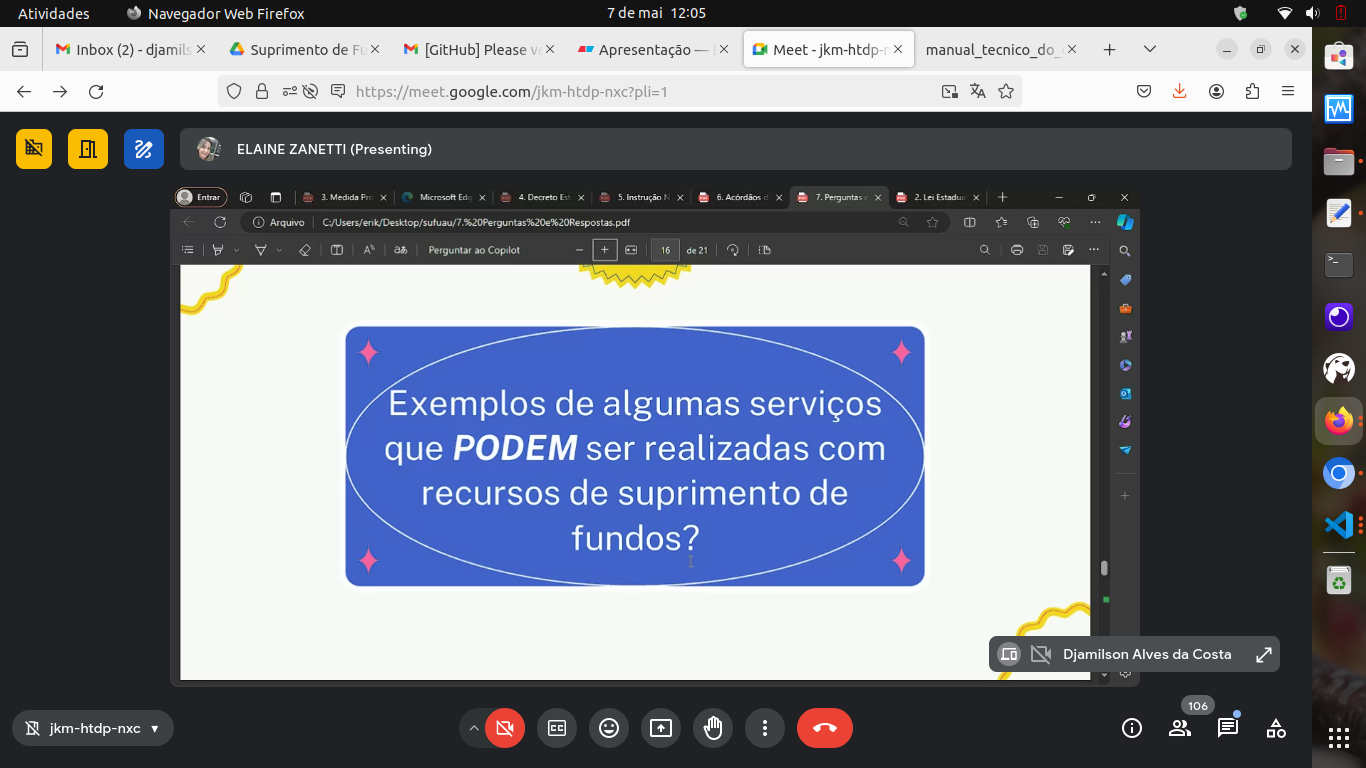 Atividades
Navegador Web Firefox
7 de mai 12:05
Inbox (2) - djamils
Suprimento de Fu
[GitHub] Please ve
Apresentação — E
Meet - jkm-htdp-n
manual_tecnico_do_
https://meet.google.com/jkm-htdp-nxc?pli=1
ELAINE ZANETTI (Presenting)
Entrar
3. Medida Pro
Microsoft Edg
4. Decreto Est
5. Instrução N
6. Acórdãos d
7. Perguntas e
2. Lei Estadua
Arquivo
C:/Users/erik/Desktop/sufuau/7.%20Perguntas%20e%20Respostas.pdf
Perguntar ao Copilot
16
de 21
Exemplos de algumas serviços
que PODEM ser realizadas com
recursos de suprimento de
fundos?
Djamilson Alves da Costa
jkm-htdp-nxc
106